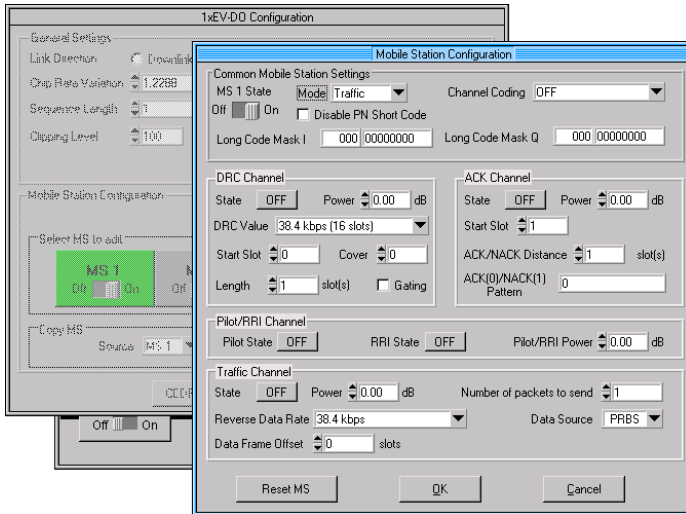 1xEV-DO Configuration
General Settings
Link Direction Downlink
Chip Rate Variation 1.2288
Sequence Length 1
Clipping Level 100
Mobile Station Configuration
Select MS to edit
MS 1
Off On Off
Copy MS
Source MS 1
Off On
Mobile Station Configuration
Common Mobile Station Settings
MS 1 State Mode Traffic Channel Coding OFF
Off On Disable PN Short Code
Long Code Mask I 000 00000000 Long Code Mask Q 000 00000000
DRC Channel
State OFF Power 0.00 dB
DRC Value 38.4 kbps (16 slots)
Start Slot 0 Cover 0
Length 1 slot(s) Gating
ACK Channel
State OFF Power 0.00 dB
Start Slot 1
ACK/NACK Distance 1 slot(s)
ACK(0)/NACK(1) 0
Pattern
Pilot/RRI Channel
Pilot State OFF RRI State OFF Pilot/RRI Power 0.00 dB
Traffic Channel
State OFF Power 0.00 dB Number of packets to send 1
Reverse Data Rate 38.4 kbps Data Source PRBS
Data Frame Offset 0 slots
Reset MS OK Cancel